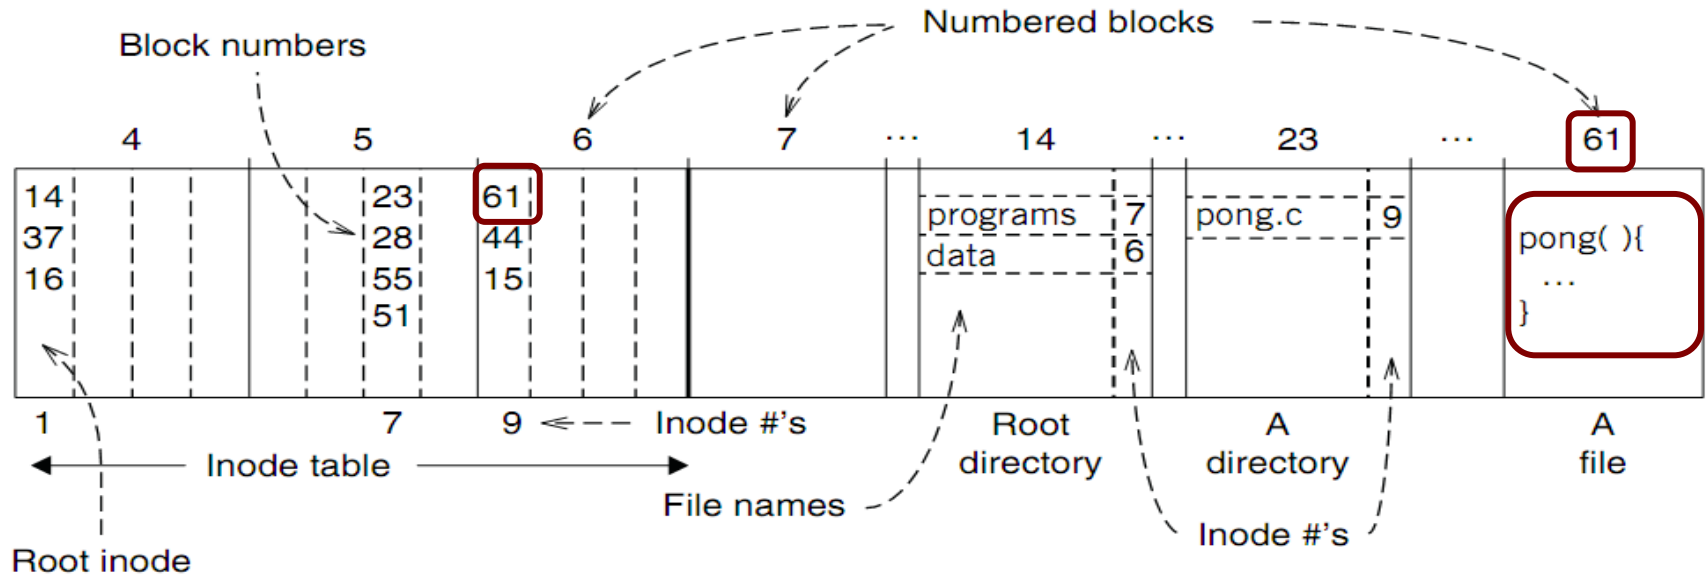 Numbered blocks
Block numbers
4 5 6 7 ... 14 ... 23 ... 61
14 23 61
programs 7 pong.c 9
37 28 44
pong( ){
data 6
16 55 15
...
51
}
1 7 9 Inode #'s
Root directory
A directory
A file
Inode table
File names
Inode #'s
Root inode